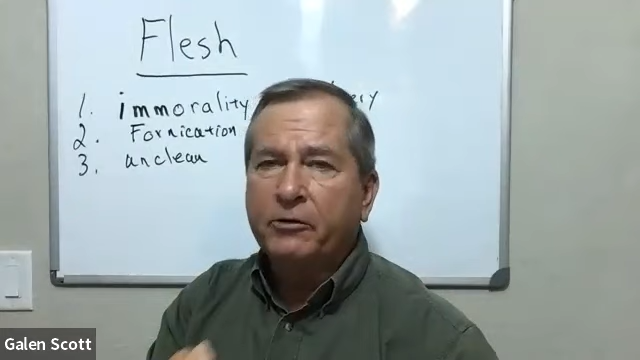 Flesh
1. immorality
2. Fornication
3. unclean
Galen Scott